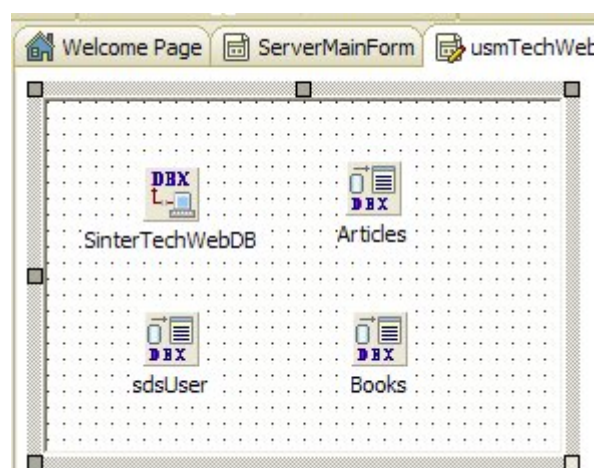 Welcome Page ServerMainForm usmTechWeb
DBX
SinterTechWebDB
DBX
Articles
DBX
sdsUser
DBX
Books